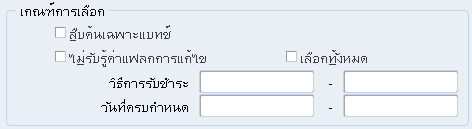 เกณฑ์การเลือก
สืบค้นเฉพาะแบทช์
ไม่รับรู้ค่าแฟลกการแก้ไข เลือกทั้งหมด
วิธีการรับชำระ -
วันที่ครบกำหนด -